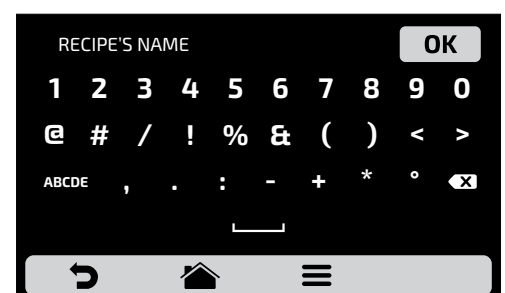 RECIPE'S NAME OK
1 2 3 4 5 6 7 8 9 0
@ # / ! % & ( ) < >
ABCDE , . : - + * °